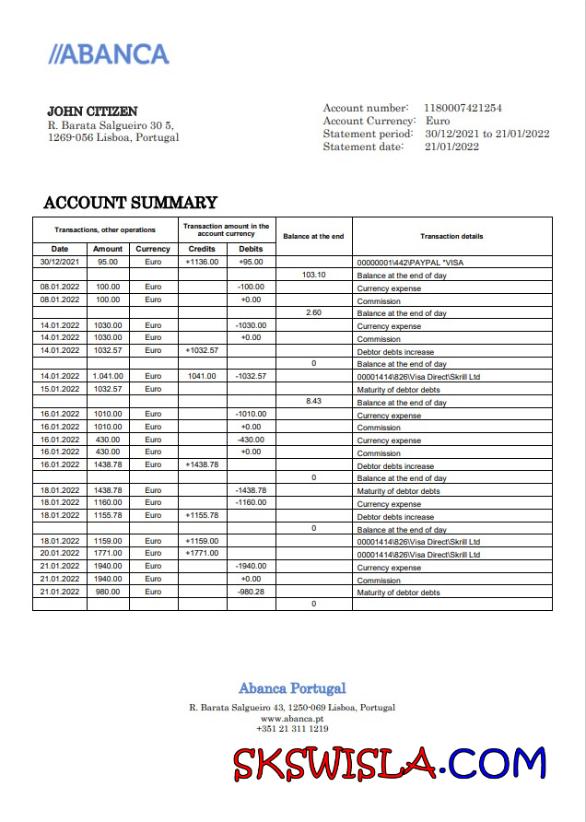 //ABANCA
JOHN CITIZEN
R. Barata Salgueiro 30 5,
1269-056 Lisboa, Portugal
Account number: 1180007421254
Account Currency: Euro
Statement period: 30/12/2021 to 21/01/2022
Statement date: 21/01/2022
ACCOUNT SUMMARY
Transactions, other operations Transaction amount in the account currency Balance at the end Transaction details
Date Amount Currency Credits Debits
30/12/2021 95.00 Euro +1136.00 +95.00 00000001\442\PAYPAL *VISA
103.10 Balance at the end of day
08.01.2022 100.00 Euro -100.00 Currency expense
08.01.2022 100.00 Euro +0.00 Commission
2.60 Balance at the end of day
14.01.2022 1030.00 Euro -1030.00 Currency expense
14.01.2022 1030.00 Euro +0.00 Commission
14.01.2022 1032.57 Euro +1032.57 Debtor debts increase
0 Balance at the end of day
14.01.2022 1.041.00 Euro 1041.00 -1032.57 00001414\826\Visa Direct\Skrill Ltd
15.01.2022 1032.57 Euro Maturity of debtor debts
8.43 Balance at the end of day
16.01.2022 1010.00 Euro -1010.00 Currency expense
16.01.2022 1010.00 Euro +0.00 Commission
16.01.2022 430.00 Euro -430.00 Currency expense
16.01.2022 430.00 Euro +0.00 Commission
16.01.2022 1438.78 Euro +1438.78 Debtor debts increase
0 Balance at the end of day
18.01.2022 1438.78 Euro -1438.78 Maturity of debtor debts
18.01.2022 1160.00 Euro -1160.00 Currency expense
18.01.2022 1155.78 Euro +1155.78 Debtor debts increase
0 Balance at the end of day
18.01.2022 1159.00 Euro +1159.00 00001414\826\Visa Direct\Skrill Ltd
20.01.2022 1771.00 Euro +1771.00 00001414\826\Visa Direct\Skrill Ltd
21.01.2022 1940.00 Euro -1940.00 Currency expense
21.01.2022 1940.00 Euro +0.00 Commission
21.01.2022 980.00 Euro -980.28 Maturity of debtor debts
0
Abanca Portugal
R. Barata Salgueiro 43, 1250-069 Lisboa, Portugal
www.abanca.pt
+351 21 311 1219
SKSWISLA.COM